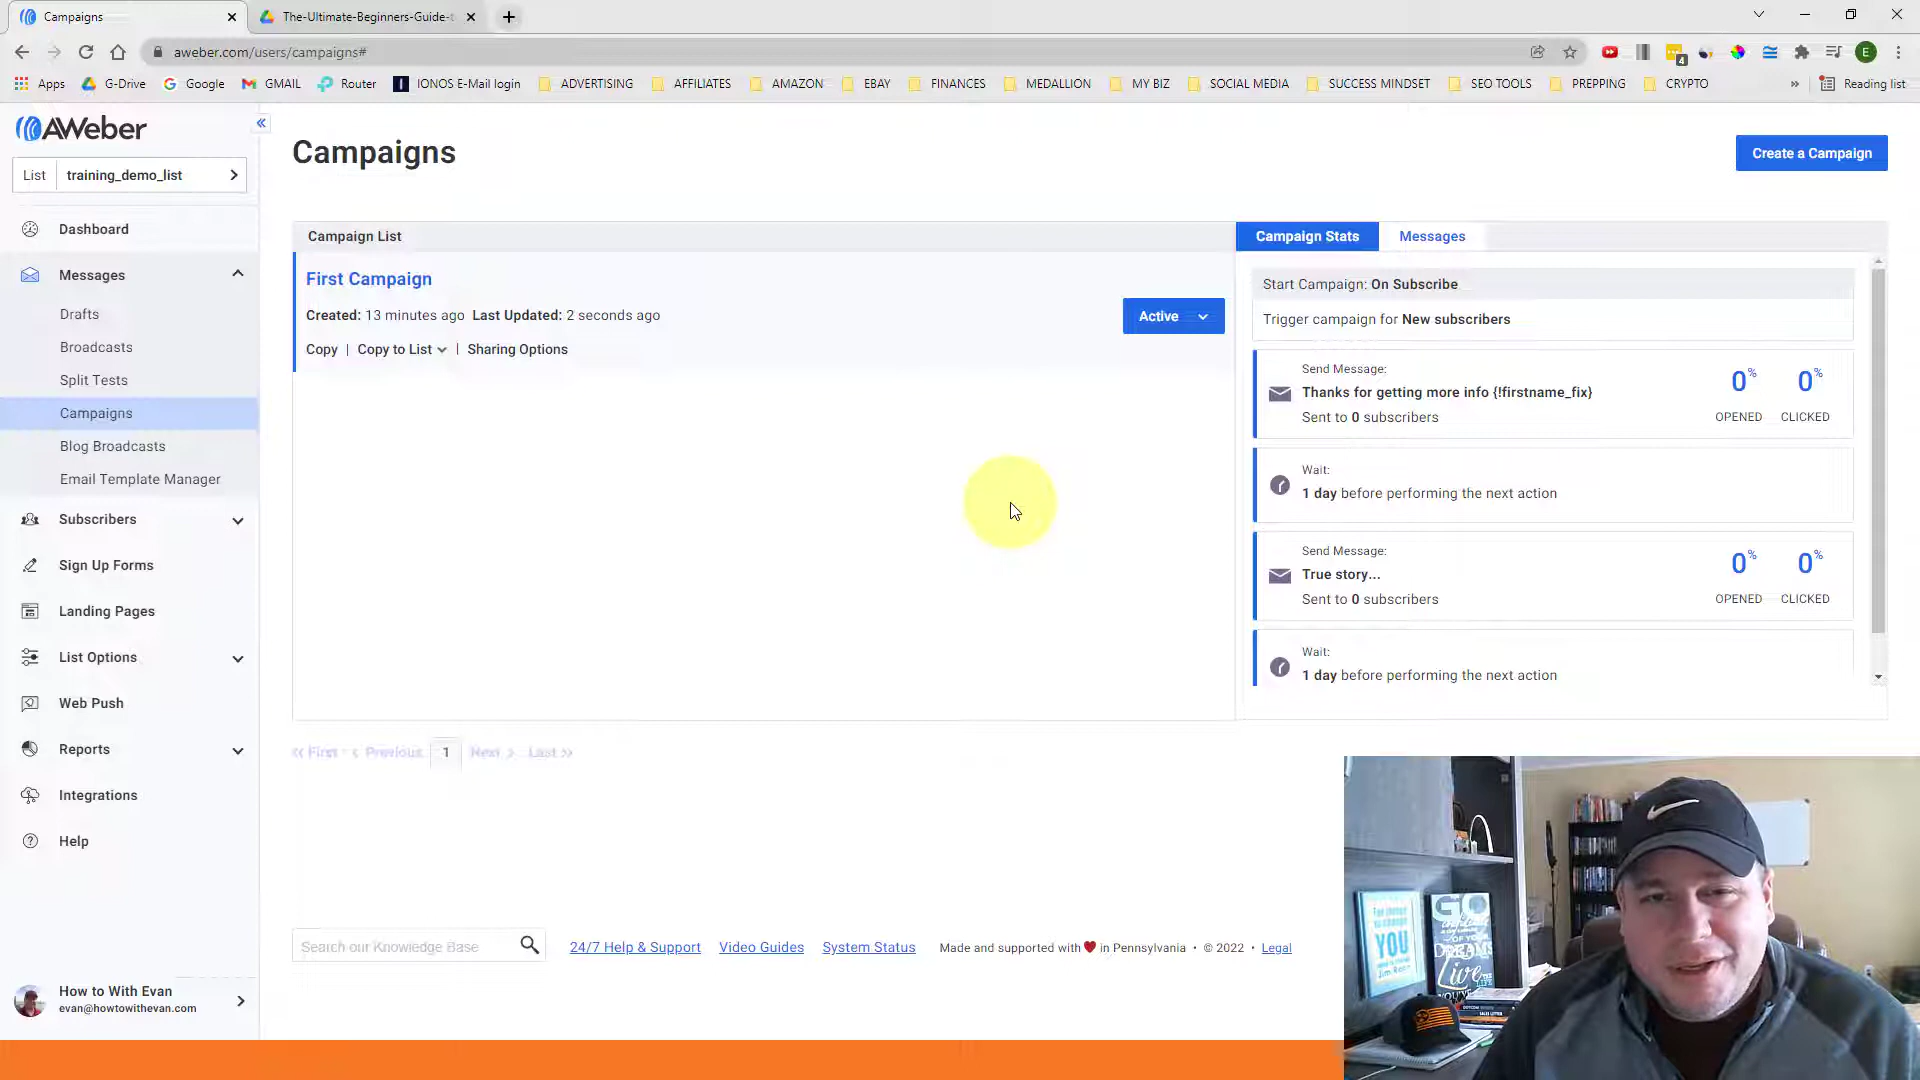 Campaigns
The-Ultimate-Beginners-Guide-t
aweber.com/users/campaigns#
4
E
Apps
G-Drive
Google
GMAIL
Router
IONOS E-Mail login
ADVERTISING
AFFILIATES
AMAZON
EBAY
FINANCES
MEDALLION
MY BIZ
SOCIAL MEDIA
SUCCESS MINDSET
SEO TOOLS
PREPPING
CRYPTO
»
Reading list
AWeber
List training_demo_list
Dashboard
Messages
Drafts
Broadcasts
Split Tests
Campaigns
Blog Broadcasts
Email Template Manager
Subscribers
Sign Up Forms
Landing Pages
List Options
Web Push
Reports
Integrations
Help
How to With Evan
evan@howtowithevan.com
Campaigns
Create a Campaign
Campaign List
First Campaign
Created: 13 minutes ago Last Updated: 2 seconds ago
Active
Copy | Copy to List | Sharing Options
Campaign Stats
Messages
Start Campaign: On Subscribe
Trigger campaign for New subscribers
Send Message:
Thanks for getting more info {!firstname_fix}
Sent to 0 subscribers
0% OPENED
0% CLICKED
Wait:
1 day before performing the next action
Send Message:
True story...
Sent to 0 subscribers
0% OPENED
0% CLICKED
Wait:
1 day before performing the next action
<< First < Previous 1 Next > Last >>
Search our Knowledge Base
24/7 Help & Support
Video Guides
System Status
Made and supported with ❤ in Pennsylvania • © 2022 • Legal
YOU
Jim Rohn
GO
OF YOUR
DREAMS
Live